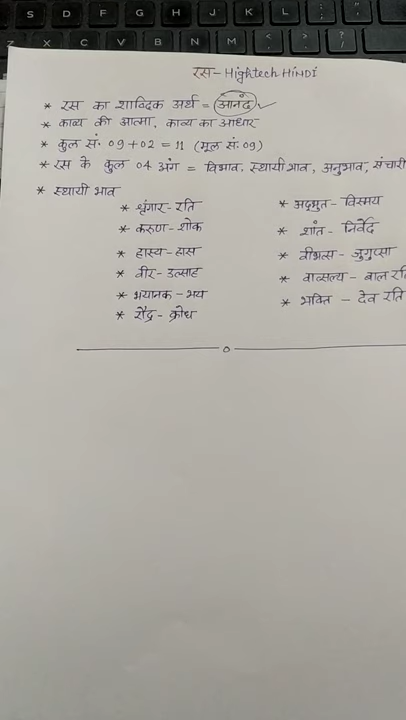 S D F G H J K L : ;
Z X C V B N M < , > . ? /
रस - Hightech HINDI
* रस का शाब्दिक अर्थ = आनंद ✓
* काव्य की आत्मा, काव्य का आधार
* कुल सं. 09 + 02 = 11 (मूल सं. 09)
* रस के कुल 04 अंग = विभाव, स्थायी भाव, अनुभाव, संचारी
* स्थायी भाव
* श्रृंगार - रति
* करुण - शोक
* हास्य - हास
* वीर - उत्साह
* भयानक - भय
* रौद्र - क्रोध
* अद्भुत - विस्मय
* शांत - निर्वेद
* वीभत्स - जुगुप्सा
* वात्सल्य - बाल रति
* भक्ति - देव रति